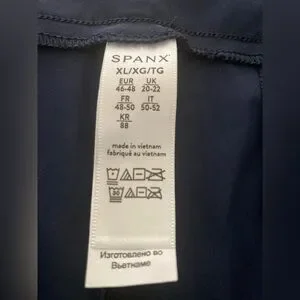 SPANX
XL/XG/TG
EUR UK
46-48 20-22
FR IT
48-50 50-52
KR
88
made in vietnam
fabriqué au vietnam
30
Изготовлено во
Вьетнаме